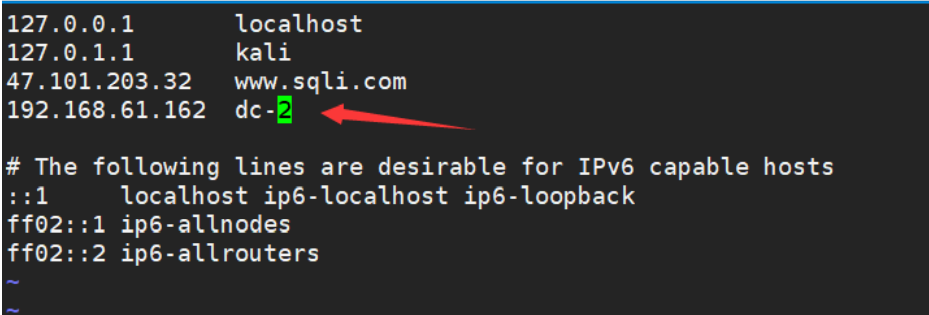 127.0.0.1 localhost
127.0.1.1 kali
47.101.203.32 www.sqli.com
192.168.61.162 dc-2
# The following lines are desirable for IPv6 capable hosts
::1 localhost ip6-localhost ip6-loopback
ff02::1 ip6-allnodes
ff02::2 ip6-allrouters
~
~